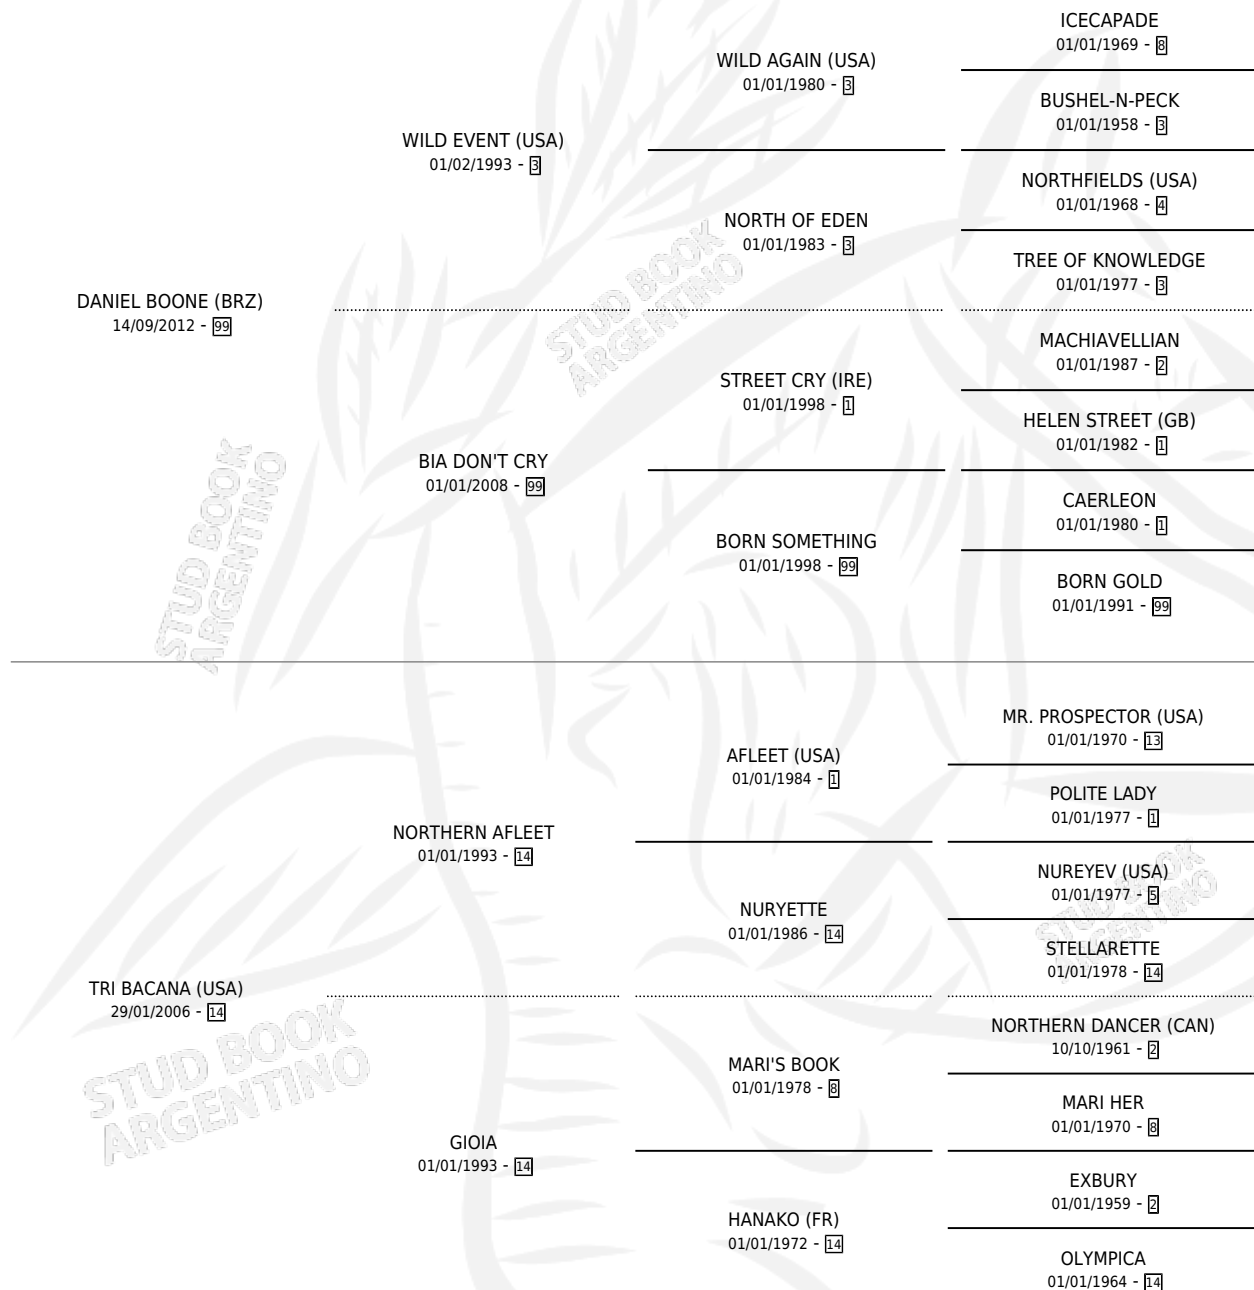 ICECAPADE
01/01/1969 - 8
WILD AGAIN (USA)
01/01/1980 - 3
BUSHEL-N-PECK
01/01/1958 - 3
WILD EVENT (USA)
01/02/1993 - 3
NORTHFIELDS (USA)
01/01/1968 - 4
NORTH OF EDEN
01/01/1983 - 3
TREE OF KNOWLEDGE
01/01/1977 - 3
DANIEL BOONE (BRZ)
14/09/2012 - 99
MACHIAVELLIAN
01/01/1987 - 2
STREET CRY (IRE)
01/01/1998 - 1
HELEN STREET (GB)
01/01/1982 - 1
BIA DON'T CRY
01/01/2008 - 99
CAERLEON
01/01/1980 - 1
BORN SOMETHING
01/01/1998 - 99
BORN GOLD
01/01/1991 - 99
MR. PROSPECTOR (USA)
01/01/1970 - 13
AFLEET (USA)
01/01/1984 - 1
POLITE LADY
01/01/1977 - 1
NORTHERN AFLEET
01/01/1993 - 14
NUREYEV (USA)
01/01/1977 - 5
NURYETTE
01/01/1986 - 14
STELLARETTE
01/01/1978 - 14
TRI BACANA (USA)
29/01/2006 - 14
NORTHERN DANCER (CAN)
10/10/1961 - 2
MARI'S BOOK
01/01/1978 - 8
MARI HER
01/01/1970 - 8
GIOIA
01/01/1993 - 14
EXBURY
01/01/1959 - 2
HANAKO (FR)
01/01/1972 - 14
OLYMPICA
01/01/1964 - 14
STUD BOOK
ARGENTINO
STUD BOOK
ARGENTINO
STUD BOOK
ARGENTINO
STUD BOOK
ARGENTINO